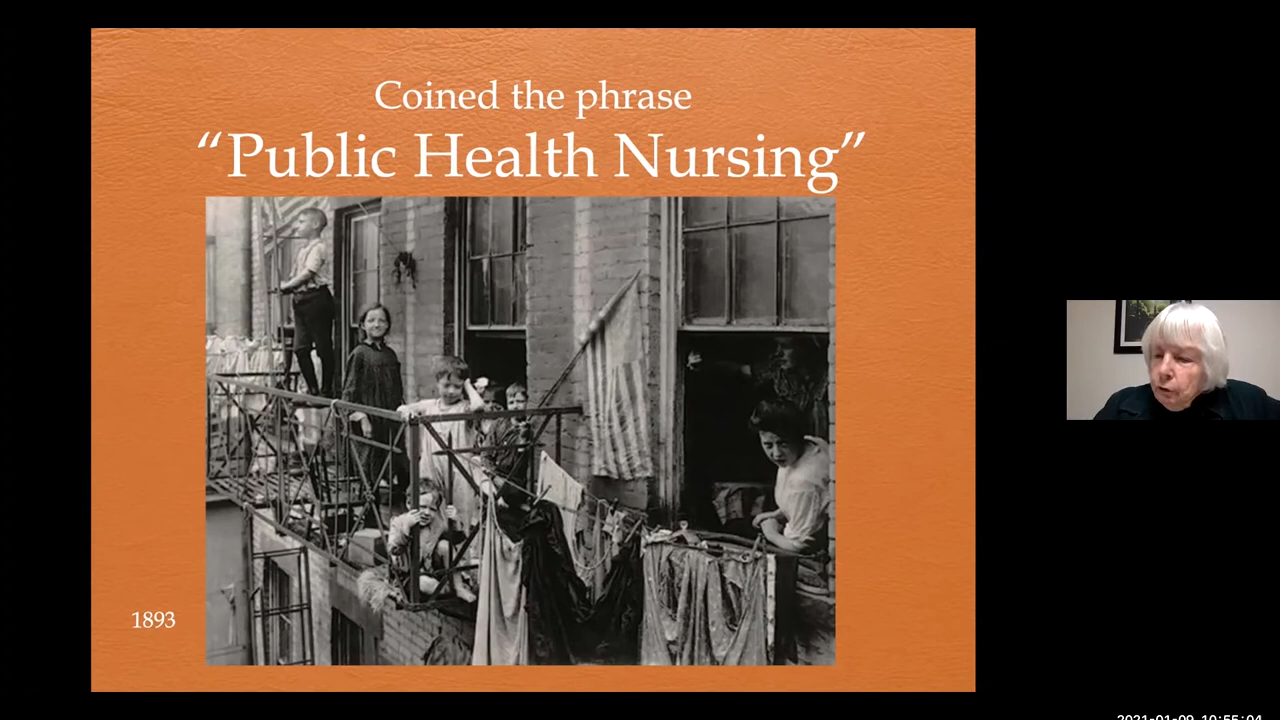 Coined the phrase
“Public Health Nursing”
1893
2021-01-09 10:55:04